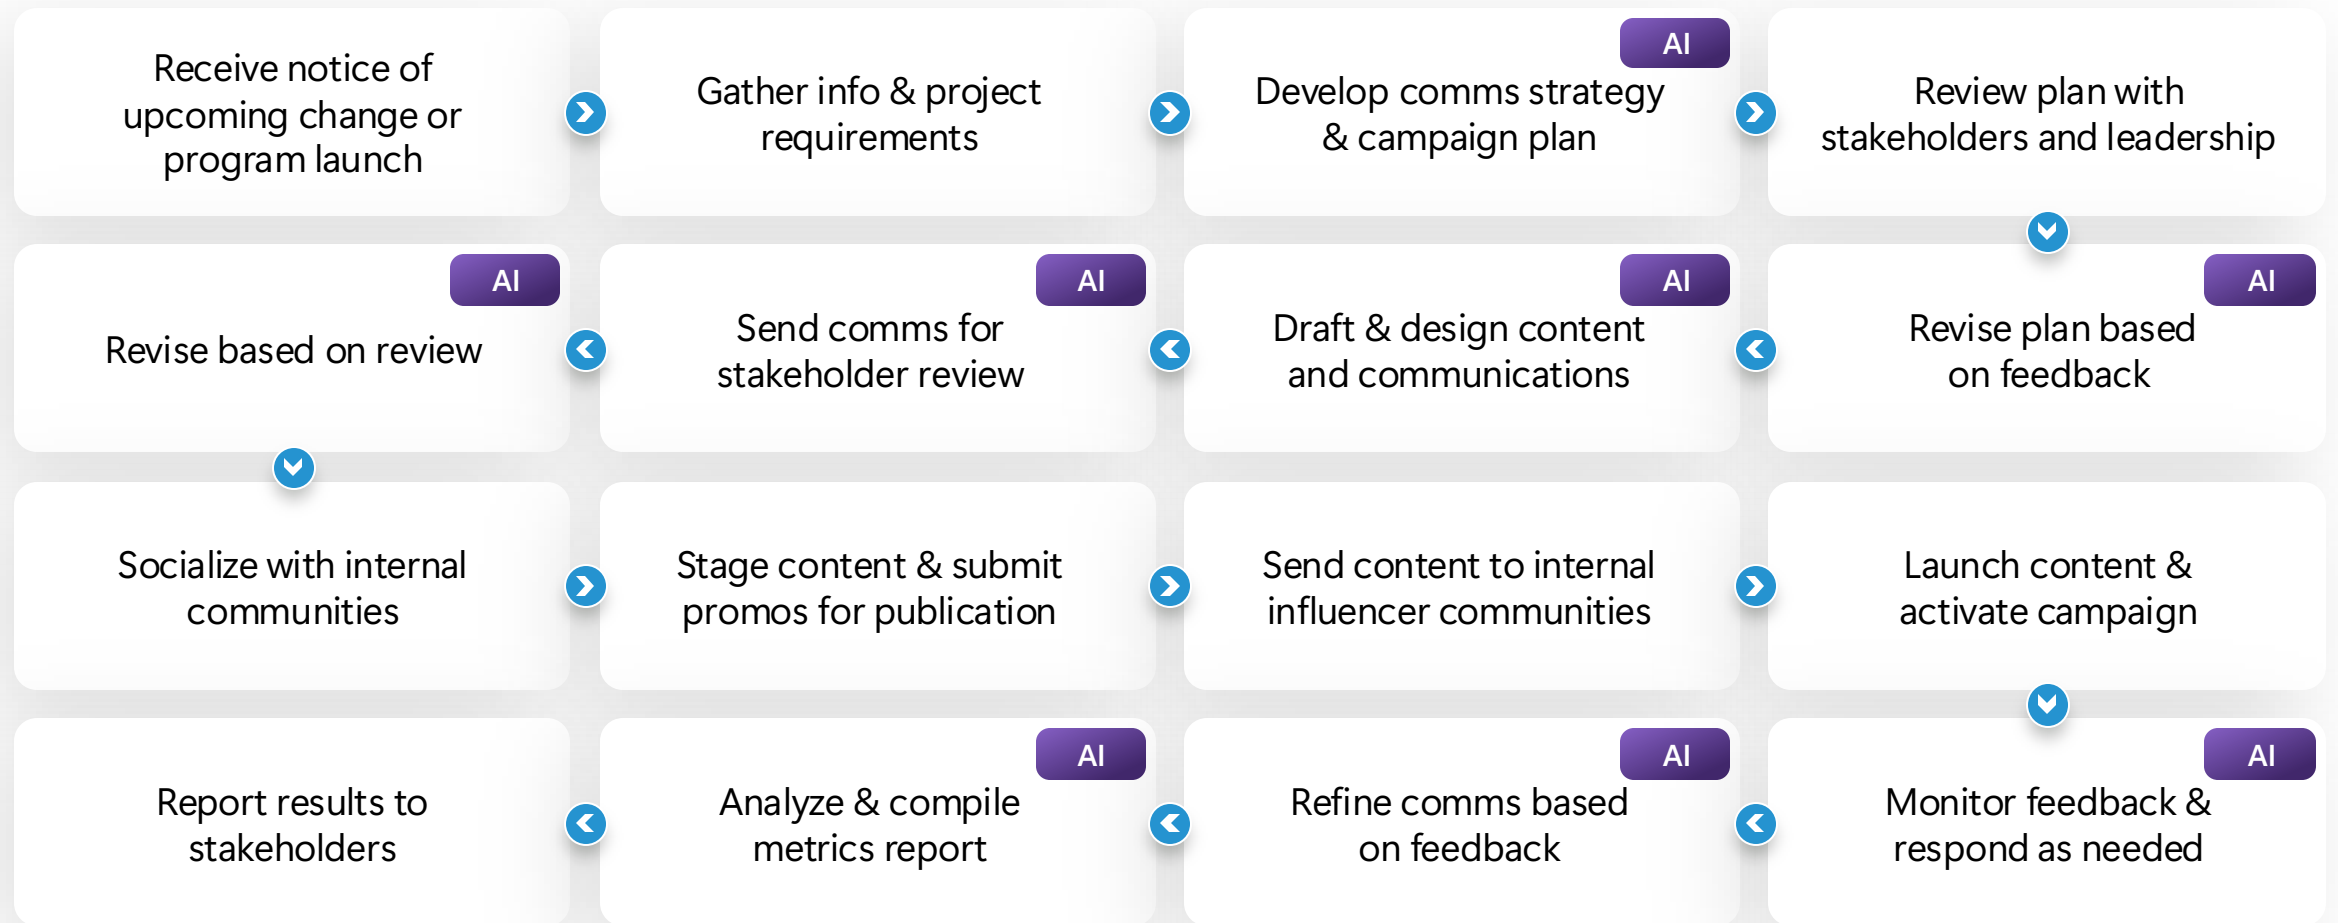 Receive notice of
upcoming change or
program launch
Gather info & project
requirements
AI
Develop comms strategy
& campaign plan
Review plan with
stakeholders and leadership
AI
Revise plan based
on feedback
AI
Draft & design content
and communications
AI
Send comms for
stakeholder review
AI
Revise based on review
Socialize with internal
communities
Stage content & submit
promos for publication
Send content to internal
influencer communities
Launch content &
activate campaign
AI
Monitor feedback &
respond as needed
AI
Refine comms based
on feedback
AI
Analyze & compile
metrics report
Report results to
stakeholders